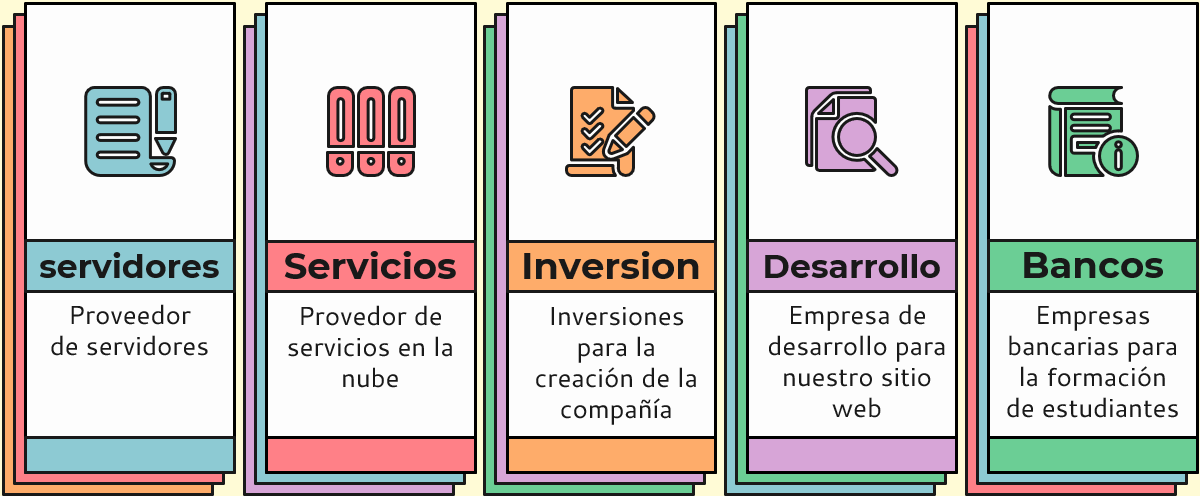 servidores
Proveedor
de servidores
Servicios
Provedor de
servicios en la
nube
Inversion
Inversiones
para la
creación de la
compañía
Desarrollo
Empresa de
desarrollo para
nuestro sitio
web
Bancos
Empresas
bancarias para
la formación
de estudiantes